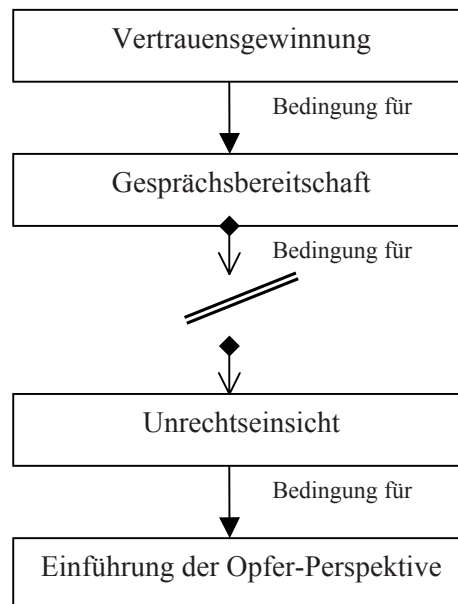 Vertrauensgewinnung
Bedingung für
Gesprächsbereitschaft
Bedingung für
Unrechtseinsicht
Bedingung für
Einführung der Opfer-Perspektive